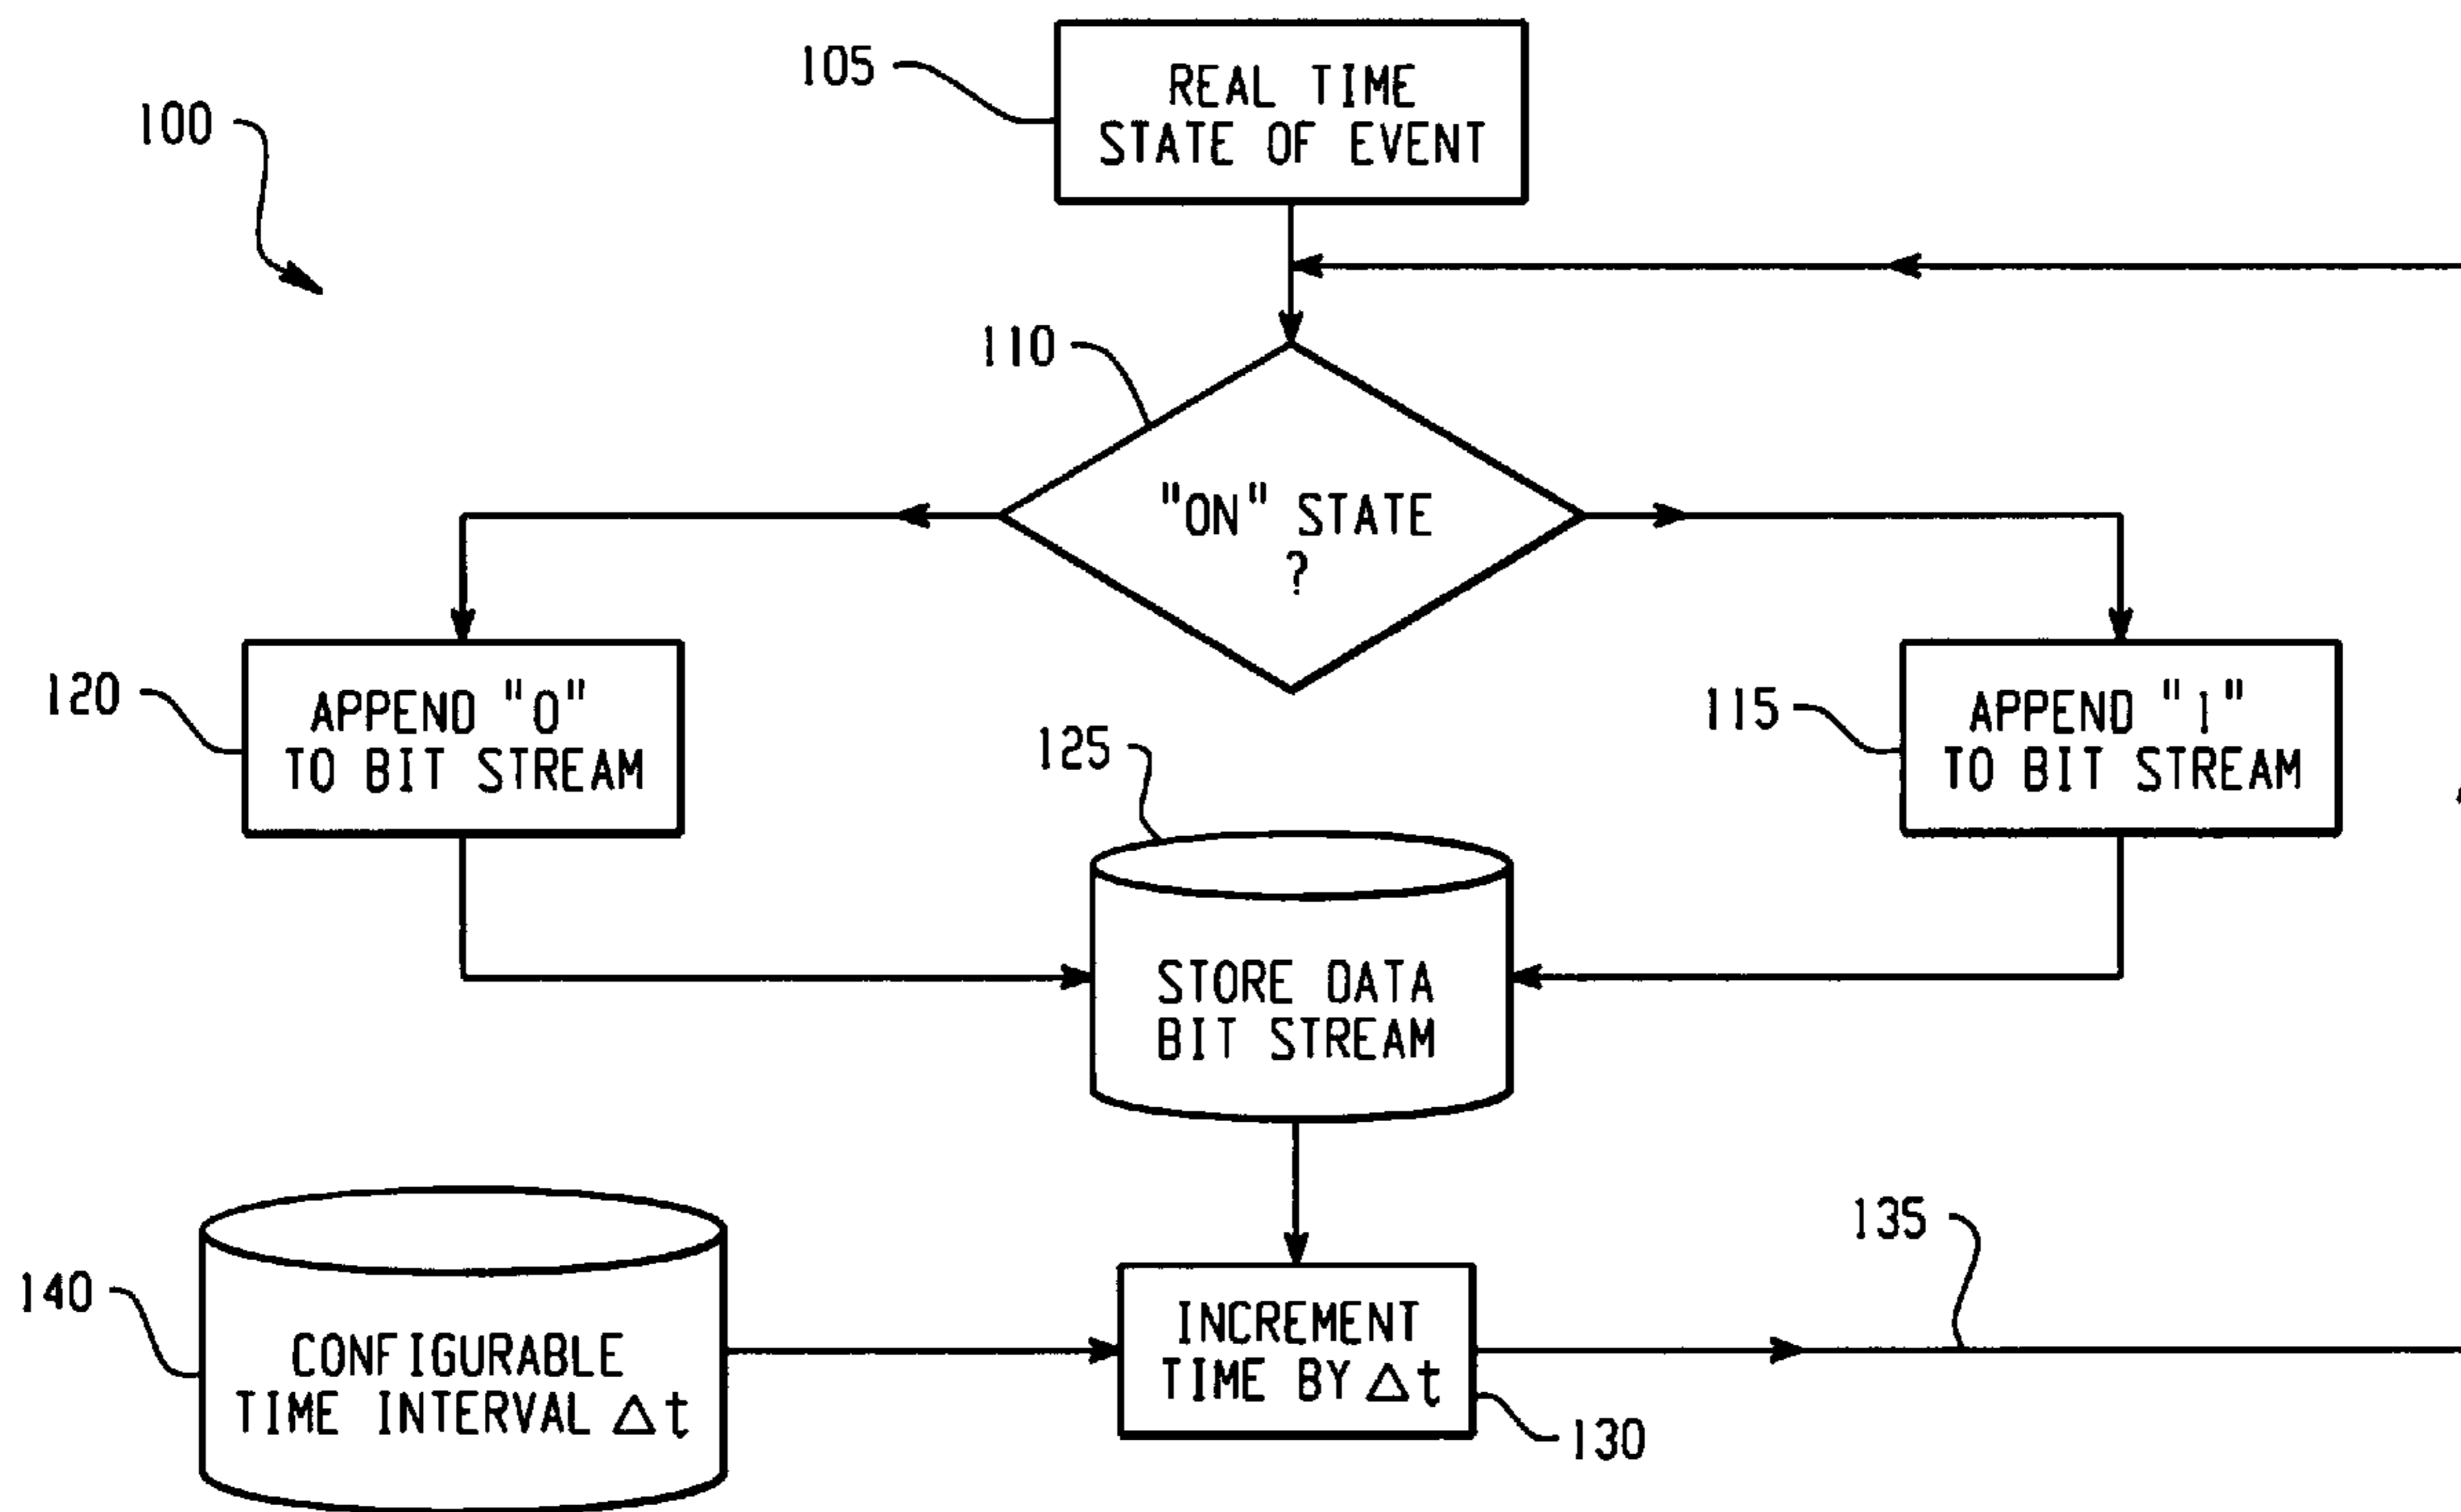 105
REAL TIME
STATE OF EVENT
100
110
"ON" STATE
?
120
APPEND "0"
TO BIT STREAM
115
APPEND "1"
TO BIT STREAM
125
STORE DATA
BIT STREAM
135
140
CONFIGURABLE
TIME INTERVAL Δt
INCREMENT
TIME BY Δt
130